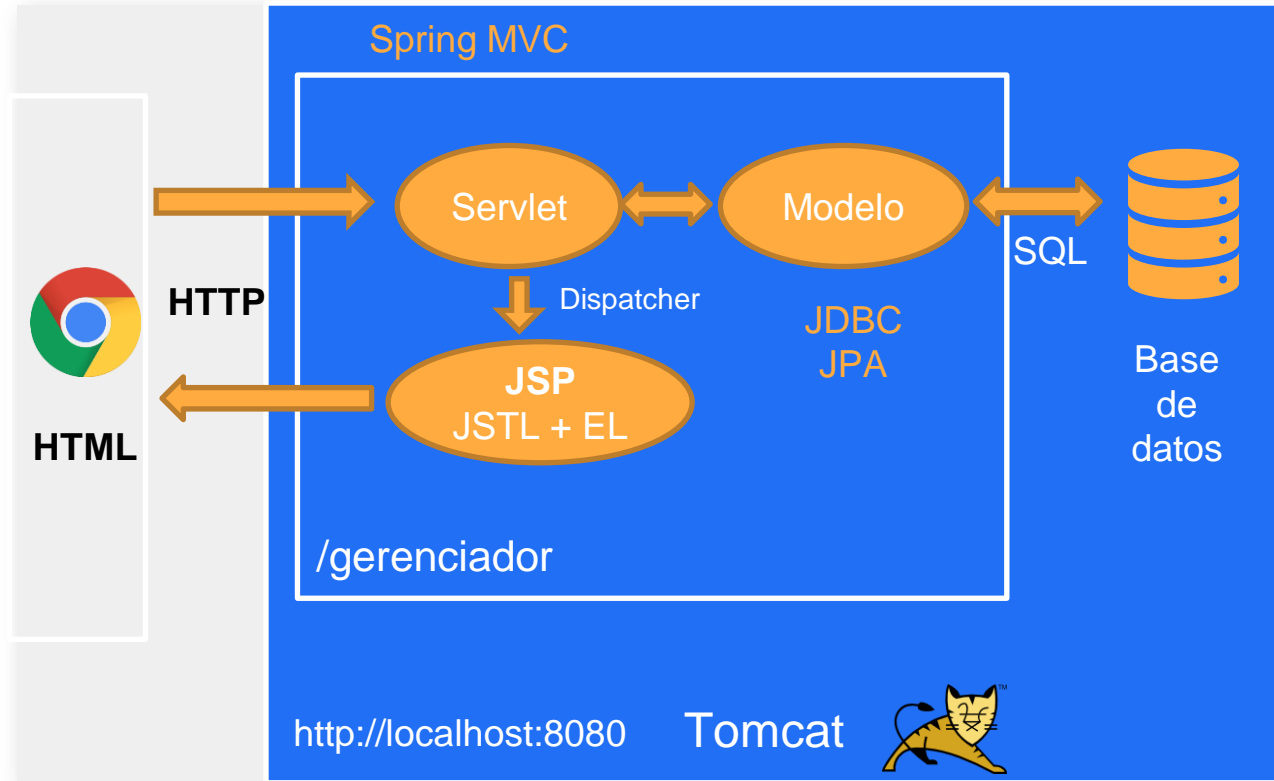 Spring MVC
Servlet
Modelo
SQL
HTTP
Dispatcher
JDBC
JPA
JSP
JSTL + EL
HTML
Base
de
datos
/gerenciador
http://localhost:8080
Tomcat
TM